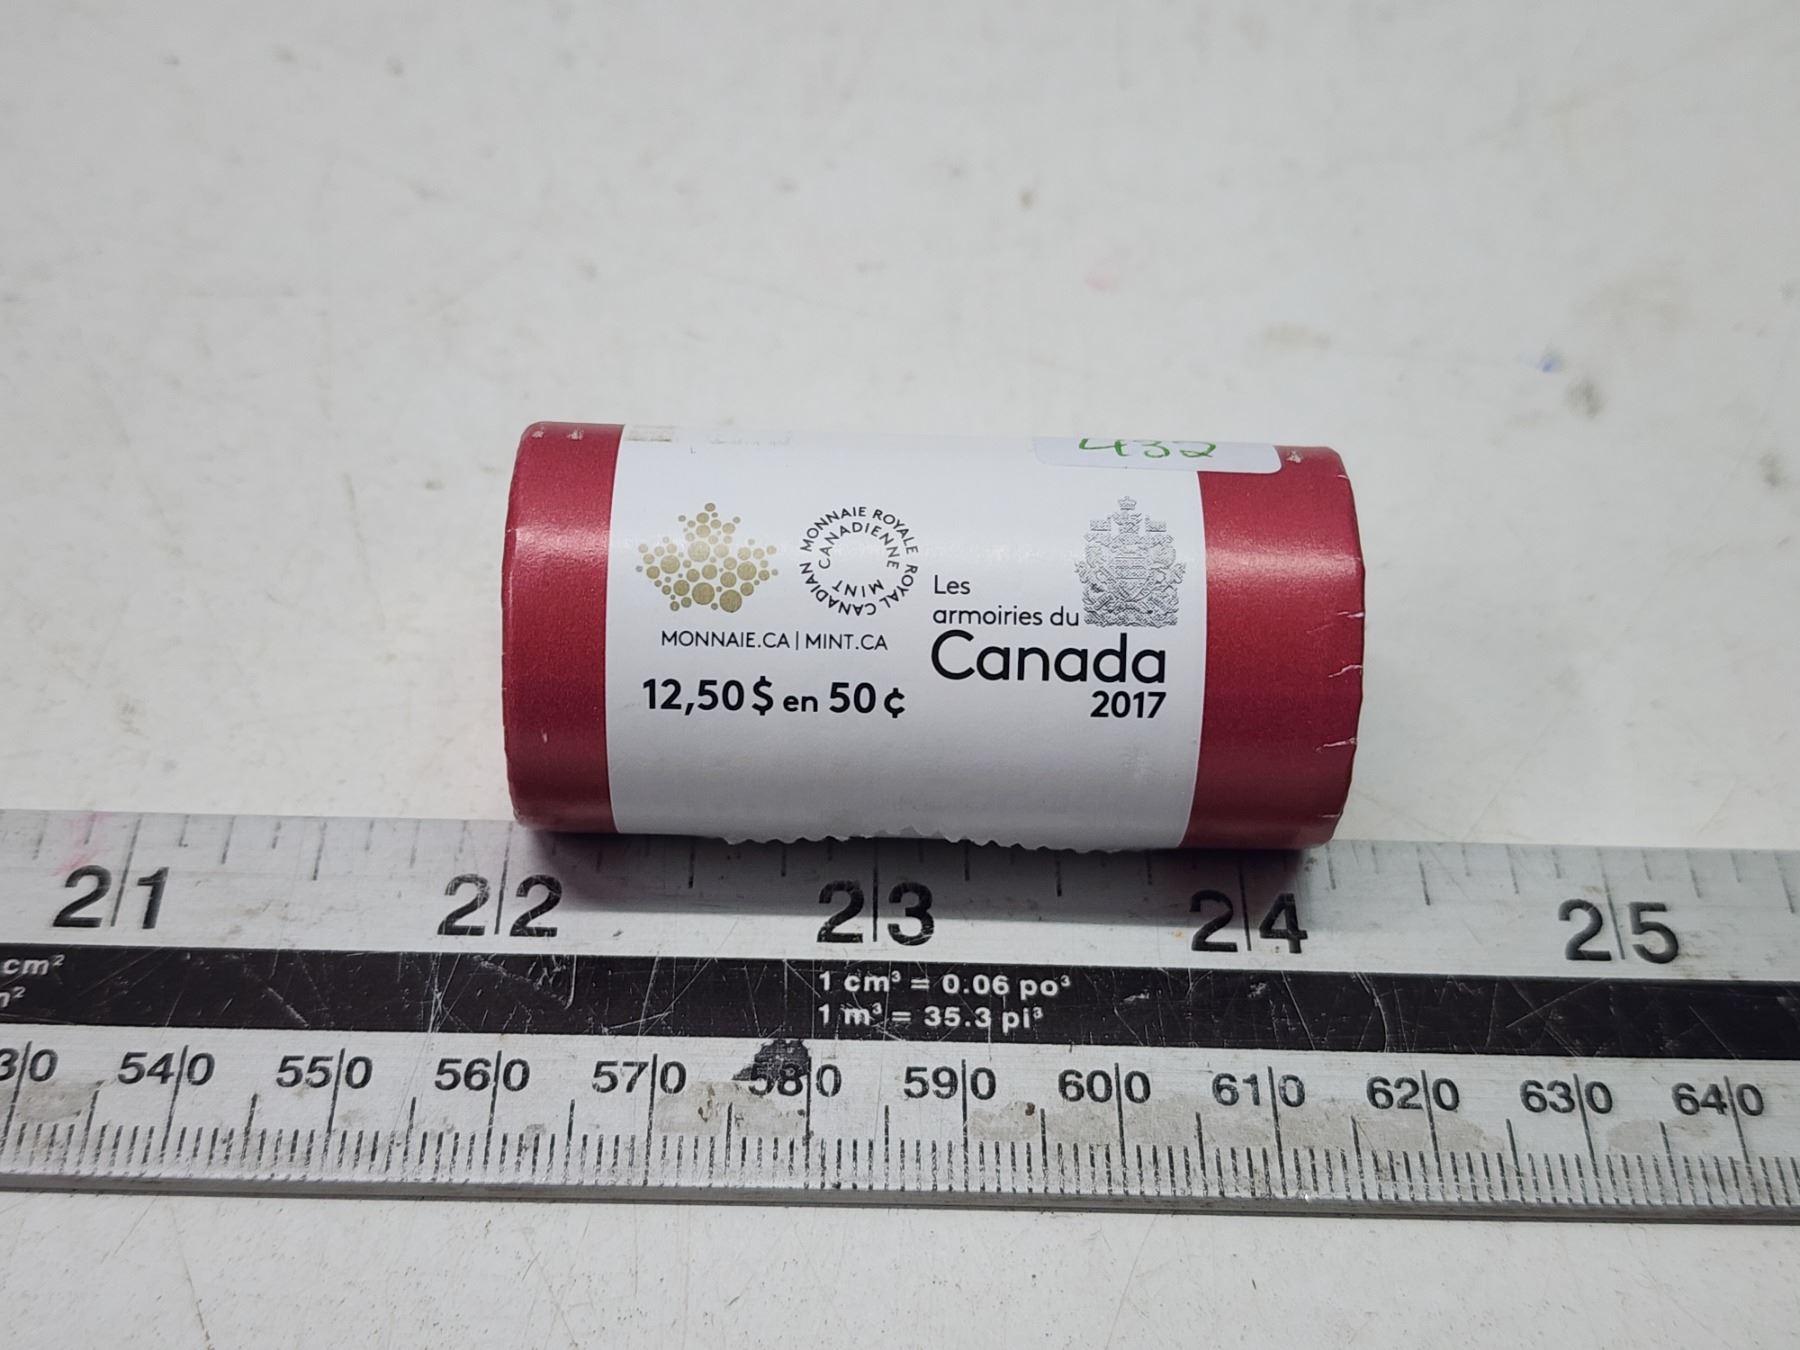 432
MONNAIE ROYALE CANADIENNE ROYAL CANADIAN MINT
MONNAIE.CA | MINT.CA
12,50 $ en 50 ¢
Les
armoiries du
Canada
2017
21 22 23 24 25
cm²
1 cm³ = 0.06 po³
1 m³ = 35.3 pi³
540 550 560 570 580 590 600 610 620 630 640